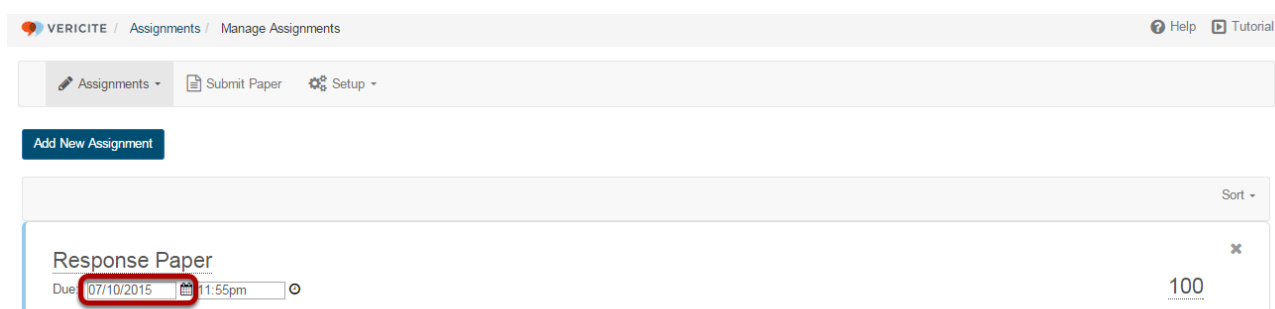 VERICITE / Assignments / Manage Assignments Help Tutorial
Assignments Submit Paper Setup
Add New Assignment
Sort
Response Paper
Due: 07/10/2015 11:55pm 100